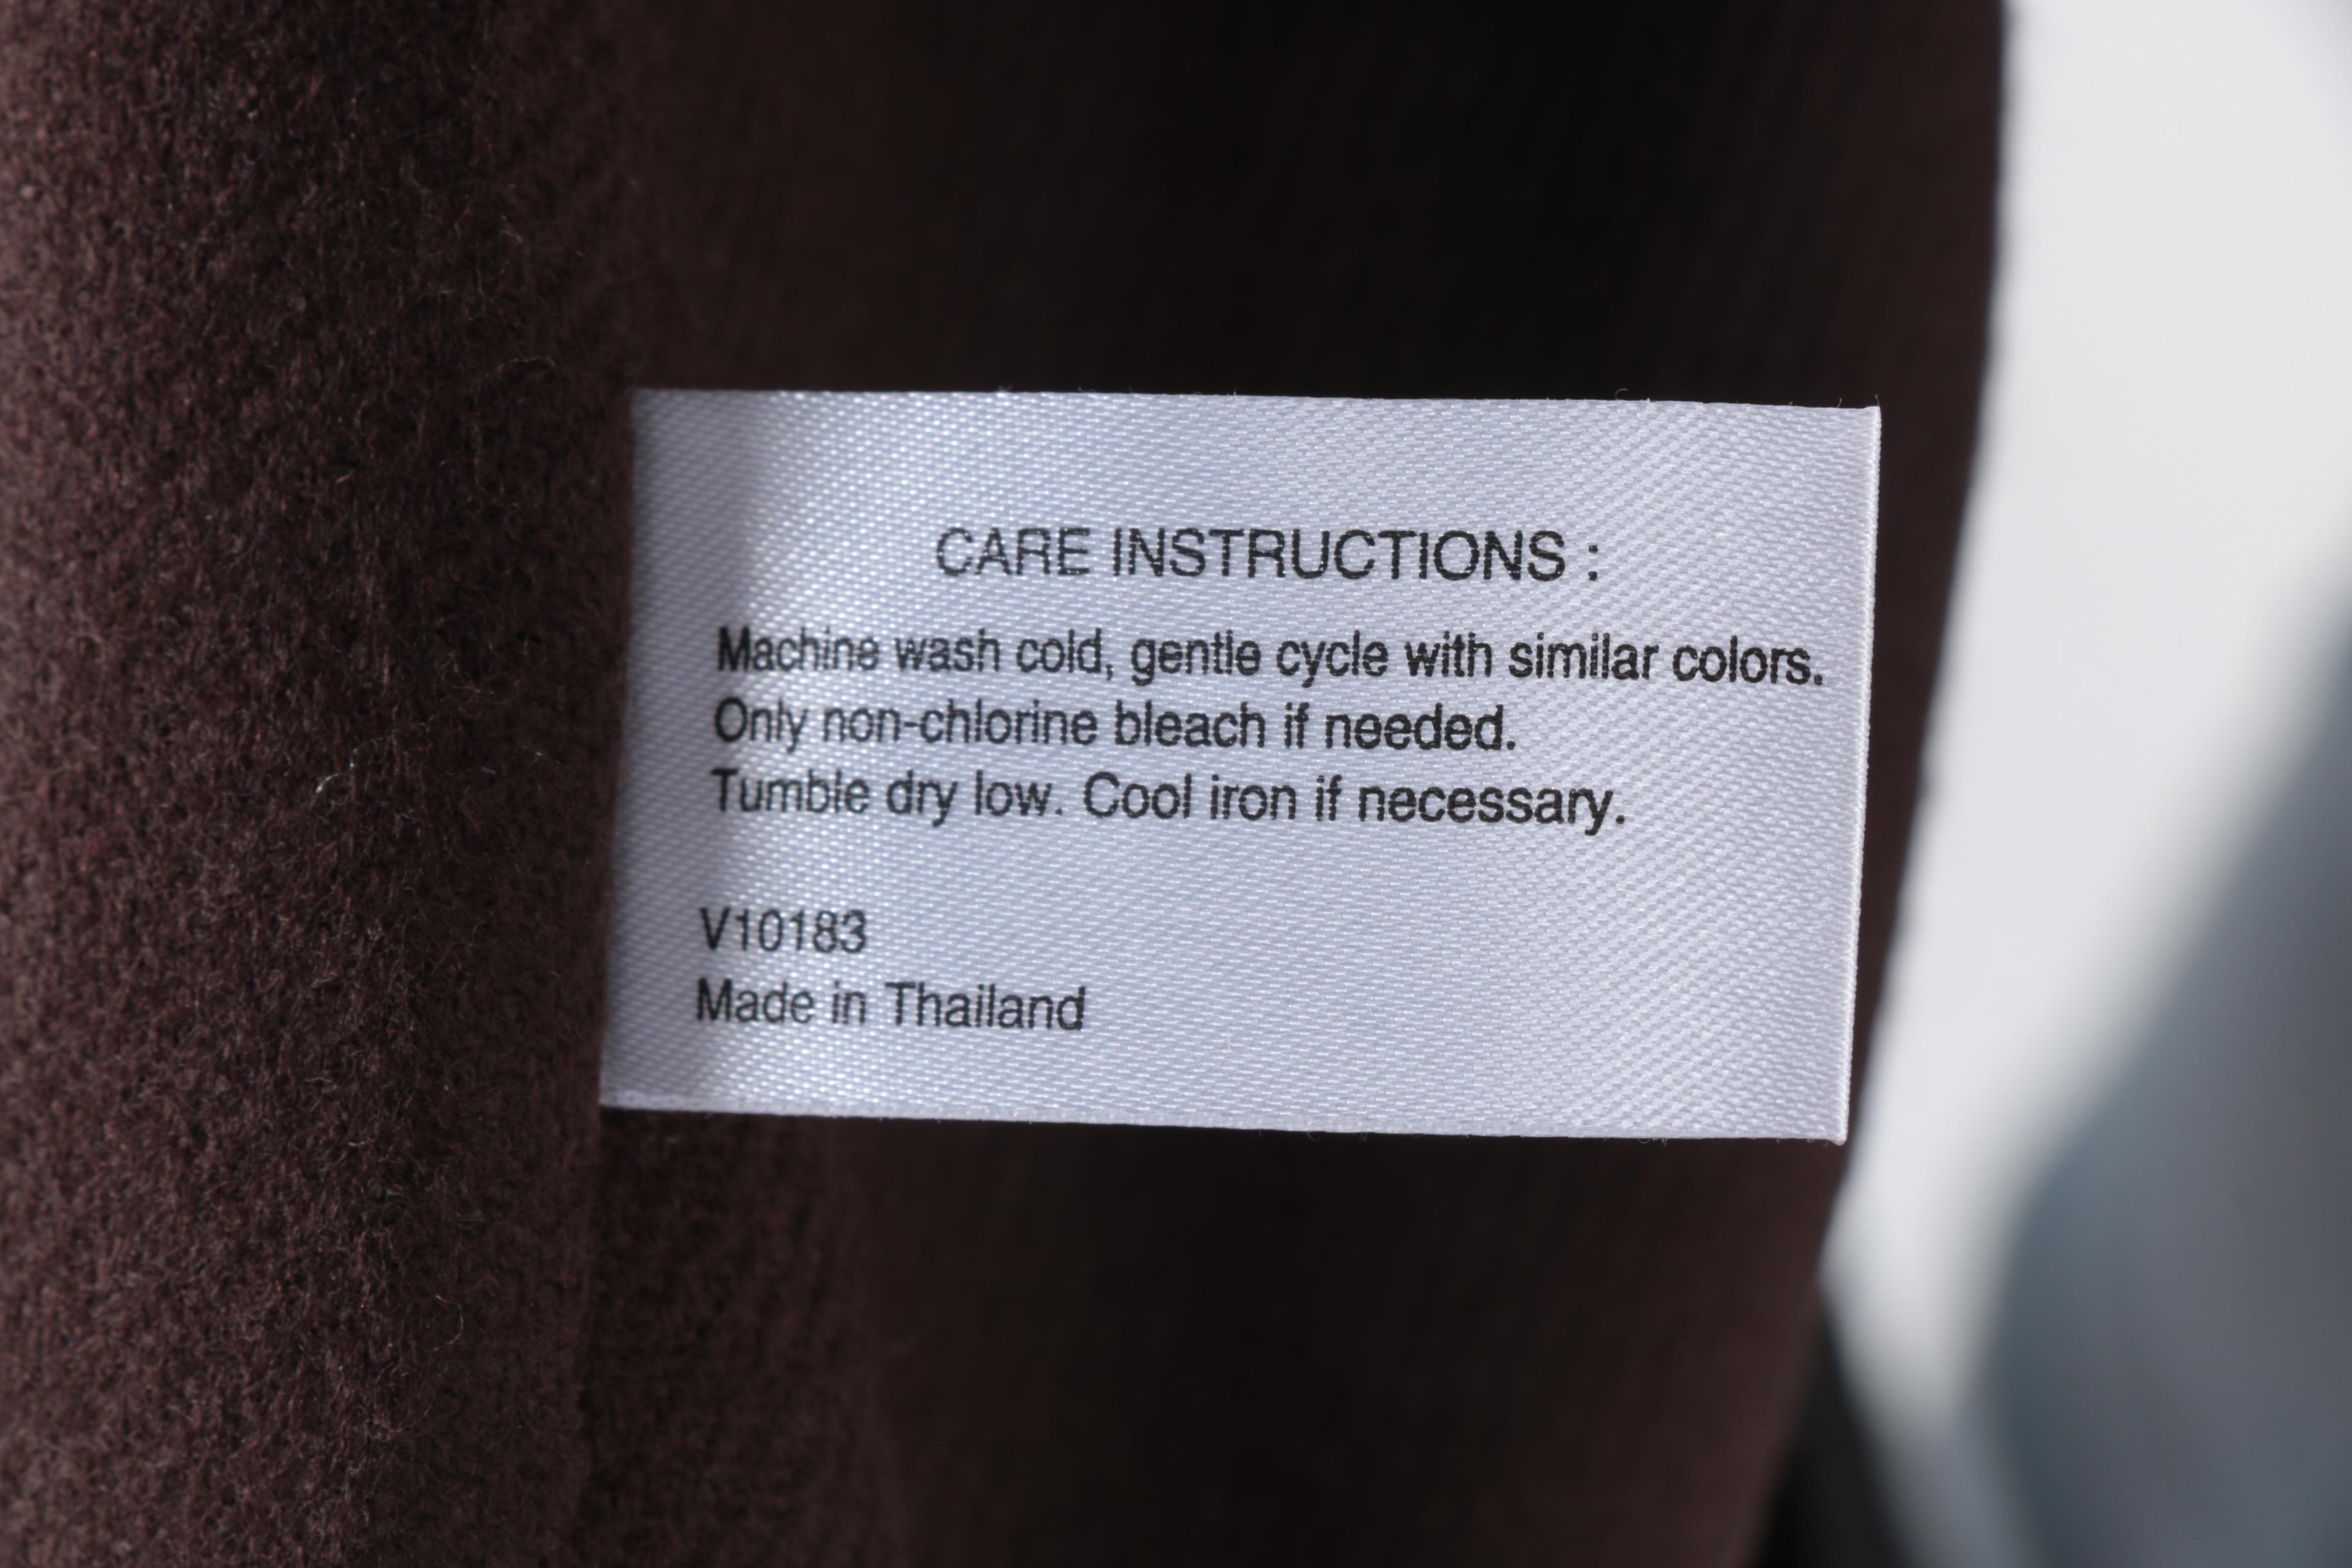 CARE INSTRUCTIONS :
Machine wash cold, gentle cycle with similar colors.
Only non-chlorine bleach if needed.
Tumble dry low. Cool iron if necessary.
V10183
Made in Thailand